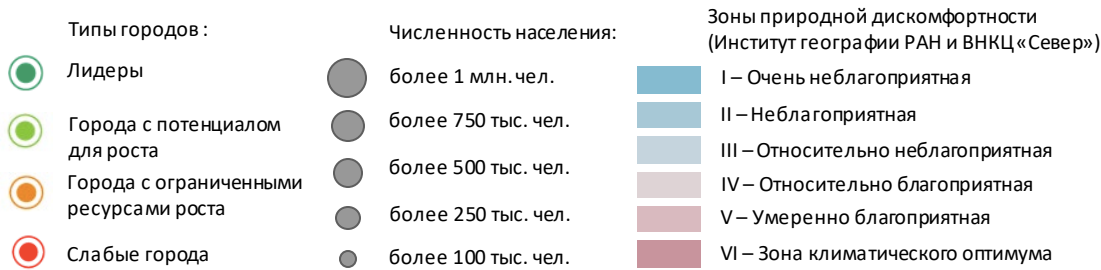 Типы городов :
Лидеры
Города с потенциалом
для роста
Города с ограниченными
ресурсами роста
Слабые города
Численность населения:
более 1 млн. чел.
более 750 тыс. чел.
более 500 тыс. чел.
более 250 тыс. чел.
более 100 тыс. чел.
Зоны природной дискомфортности
(Институт географии РАН и ВНКЦ «Север»)
I – Очень неблагоприятная
II – Неблагоприятная
III – Относительно неблагоприятная
IV – Относительно благоприятная
V – Умеренно благоприятная
VI – Зона климатического оптимума